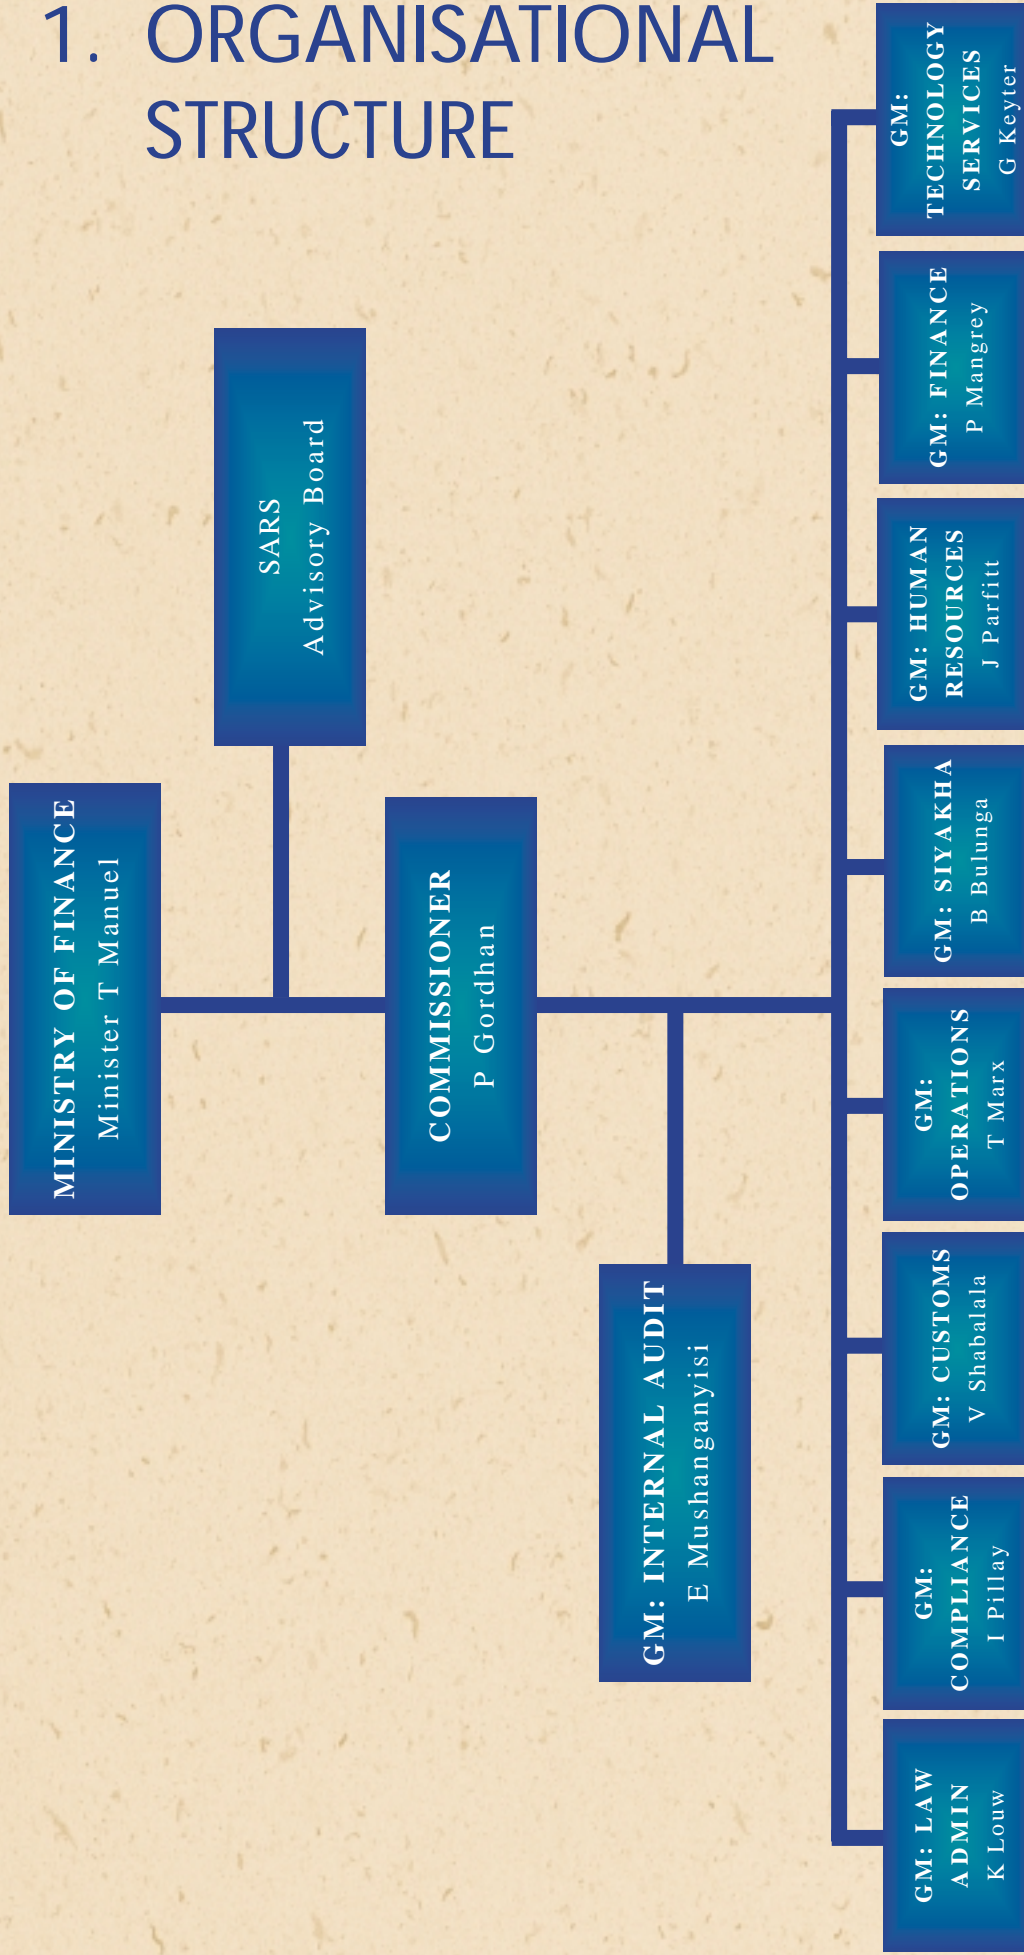 1. ORGANISATIONAL
STRUCTURE
MINISTRY OF FINANCE
Minister T Manuel
SARS
Advisory Board
COMMISSIONER
P Gordhan
GM: INTERNAL AUDIT
E Mushanganyisi
GM: LAW
ADMIN
K Louw
GM:
COMPLIANCE
I Pillay
GM: CUSTOMS
V Shabalala
GM:
OPERATIONS
T Marx
GM: SIYAKHA
B Bulunga
GM: HUMAN
RESOURCES
J Parfitt
GM: FINANCE
P Mangrey
GM:
TECHNOLOGY
SERVICES
G Keyter